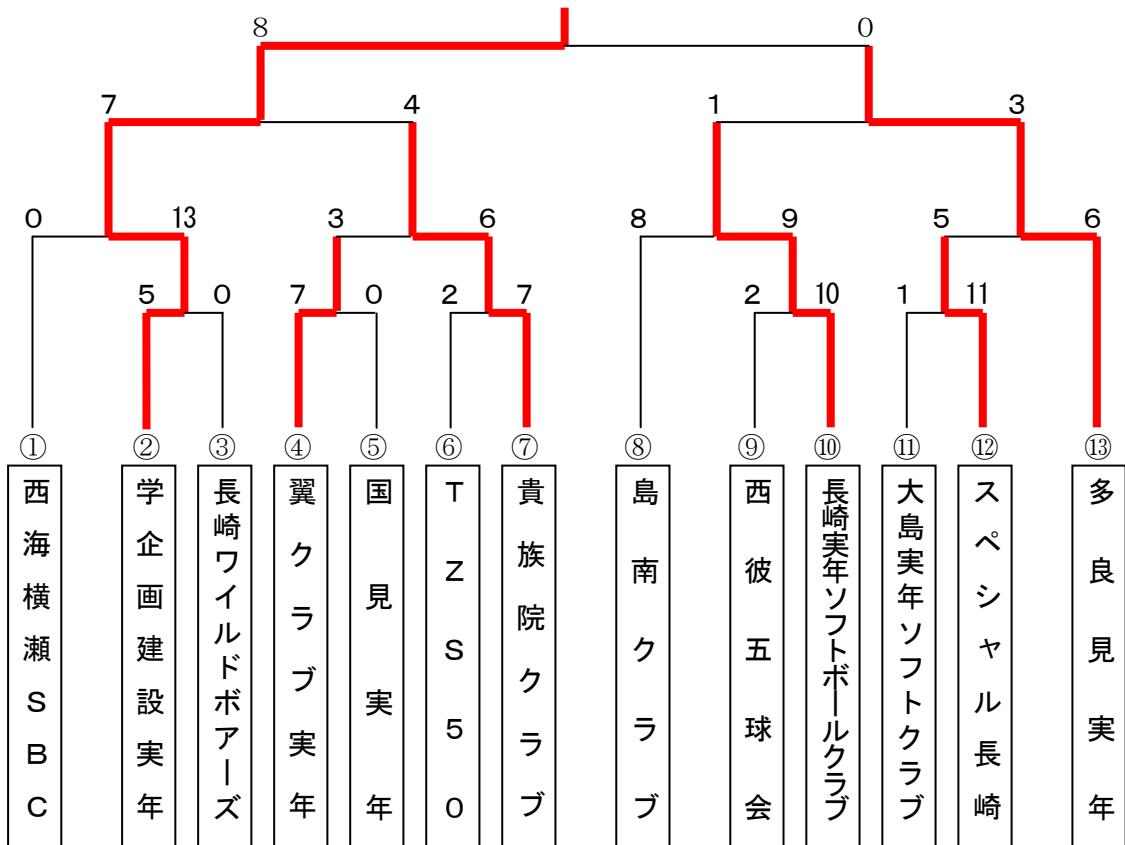 8 0
7 4 1 3
0 13 3 6 8 9 5 6
5 0 7 0 2 7 2 10 1 11
① ② ③ ④ ⑤ ⑥ ⑦ ⑧ ⑨ ⑩ ⑪ ⑫ ⑬
西海横瀬SBC
学企画建設実年
長崎ワイルドボアーズ
翼クラブ実年
国見実年
TZS50
貴族院クラブ
島南クラブ
西彼五球会
長崎実年ソフトボールクラブ
大島実年ソフトクラブ
スペシャル長崎
多良見実年